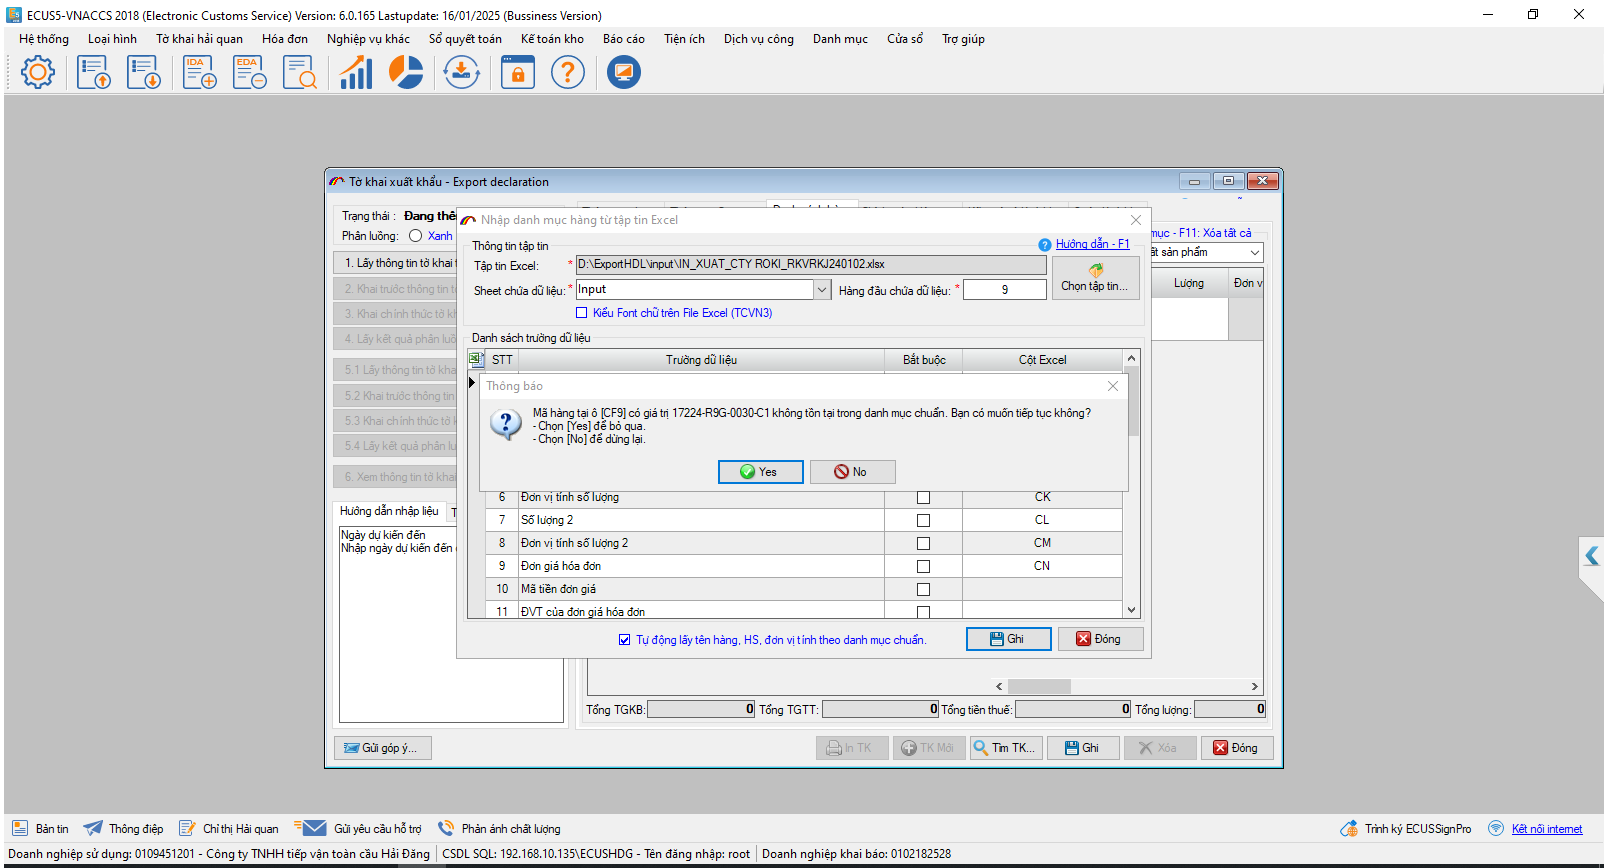 ECUS5-VNACCS 2018 (Electronic Customs Service) Version: 6.0.165 Lastupdate: 16/01/2025 (Bussiness Version)
Hệ thống Loại hình Tờ khai hải quan Hóa đơn Nghiệp vụ khác Sổ quyết toán Kế toán kho Báo cáo Tiện ích Dịch vụ công Danh mục Cửa sổ Trợ giúp
IDA EDA
Tờ khai xuất khẩu - Export declaration
Trạng thái :
Phân luồng: Xanh
mục - F11: Xóa tất cả
ất sản phẩm
Lượng Đơn v
1. Lấy thông tin tờ khai
2. Khai trước thông tin t
3. Khai chính thức tờ kh
4. Lấy kết quả phân luồ
5.1 Lấy thông tin tờ kha
5.2 Khai trước thông tin
5.3 Khai chính thức tờ k
5.4 Lấy kết quả phân lu
6. Xem thông tin tờ khai
Hướng dẫn nhập liệu T
Ngày dự kiến đến
Nhập ngày dự kiến đến
Nhập danh mục hàng từ tập tin Excel
Thông tin tập tin
Hướng dẫn - F1
Tập tin Excel: * D:\ExportHDL\input\IN_XUAT_CTY ROKI_RKVRKJ240102.xlsx
Chọn tập tin...
Sheet chứa dữ liệu: * Input Hàng đầu chứa dữ liệu: * 9
Kiểu Font chữ trên File Excel (TCVN3)
Danh sách trường dữ liệu
STT Trường dữ liệu Bắt buộc Cột Excel
Thông báo
Mã hàng tại ô [CF9] có giá trị 17224-R9G-0030-C1 không tồn tại trong danh mục chuẩn. Bạn có muốn tiếp tục không?
- Chọn [Yes] để bỏ qua.
- Chọn [No] để dừng lại.
Yes No
6 Đơn vị tính số lượng CK
7 Số lượng 2 CL
8 Đơn vị tính số lượng 2 CM
9 Đơn giá hóa đơn CN
10 Mã tiền đơn giá
11 ĐVT của đơn giá hóa đơn
Tự động lấy tên hàng, HS, đơn vị tính theo danh mục chuẩn.
Ghi Đóng
Tổng TGKB: 0 Tổng TGTT: 0 Tổng tiền thuế: 0 Tổng lượng: 0
Gửi góp ý... In TK TK Mới Tìm TK... Ghi Xóa Đóng
Bản tin Thông điệp Chỉ thị Hải quan Gửi yêu cầu hỗ trợ Phản ánh chất lượng Trình ký ECUSSignPro Kết nối internet
Doanh nghiệp sử dụng: 0109451201 - Công ty TNHH tiếp vận toàn cầu Hải Đăng CSDL SQL: 192.168.10.135\ECUSHDG - Tên đăng nhập: root Doanh nghiệp khai báo: 0102182528